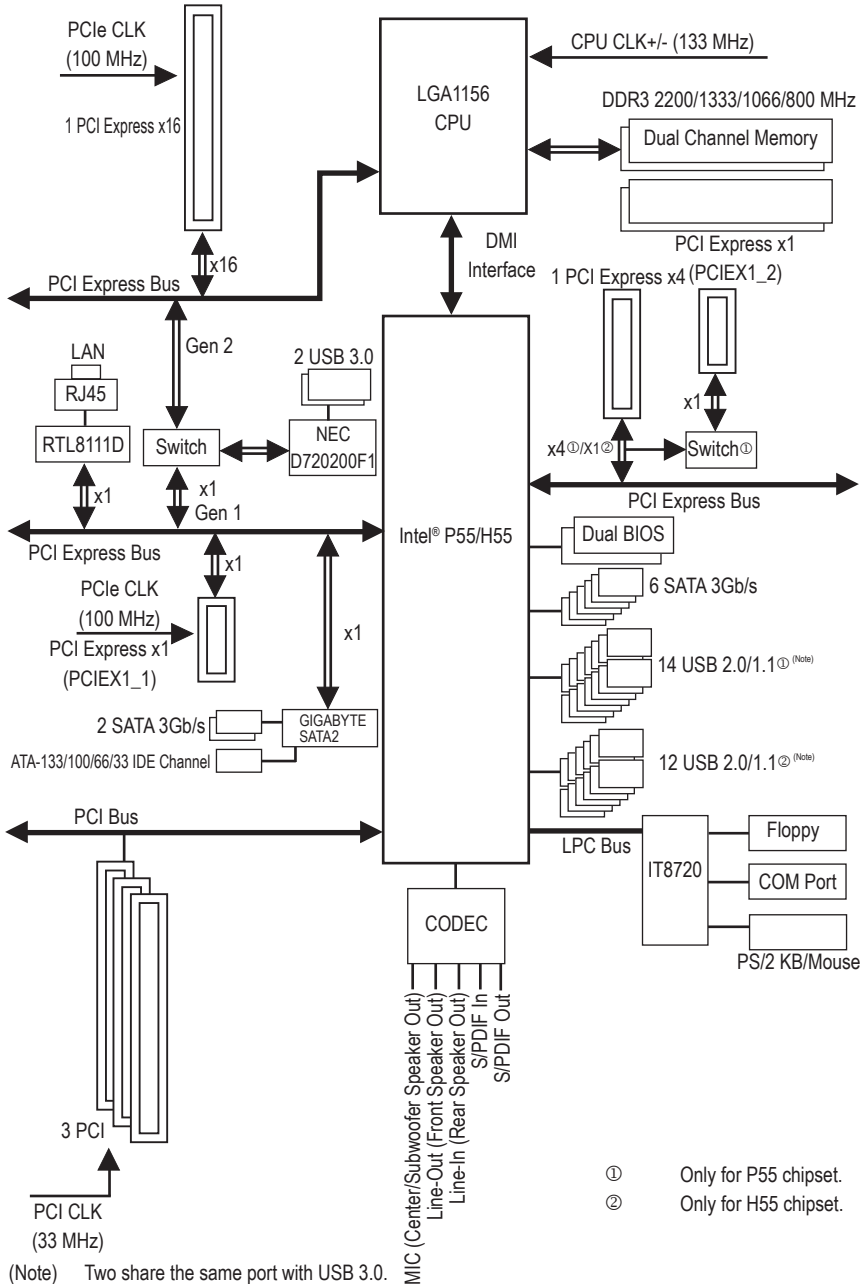 PCIe CLK
(100 MHz)
1 PCI Express x16
x16
PCI Express Bus
LGA1156
CPU
CPU CLK+/- (133 MHz)
DDR3 2200/1333/1066/800 MHz
Dual Channel Memory
DMI
Interface
PCI Express x1
1 PCI Express x4 (PCIEX1_2)
x1
x4①/X1②
Switch①
PCI Express Bus
Gen 2
LAN
RJ45
RTL8111D
x1
Switch
x1
Gen 1
2 USB 3.0
NEC
D720200F1
PCI Express Bus
x1
PCIe CLK
(100 MHz)
PCI Express x1
(PCIEX1_1)
x1
2 SATA 3Gb/s
GIGABYTE
SATA2
ATA-133/100/66/33 IDE Channel
Intel® P55/H55
Dual BIOS
6 SATA 3Gb/s
14 USB 2.0/1.1① (Note)
12 USB 2.0/1.1② (Note)
PCI Bus
LPC Bus
IT8720
Floppy
COM Port
PS/2 KB/Mouse
CODEC
MIC (Center/Subwoofer Speaker Out)
Line-Out (Front Speaker Out)
Line-In (Rear Speaker Out)
S/PDIF In
S/PDIF Out
3 PCI
PCI CLK
(33 MHz)
① Only for P55 chipset.
② Only for H55 chipset.
(Note) Two share the same port with USB 3.0.